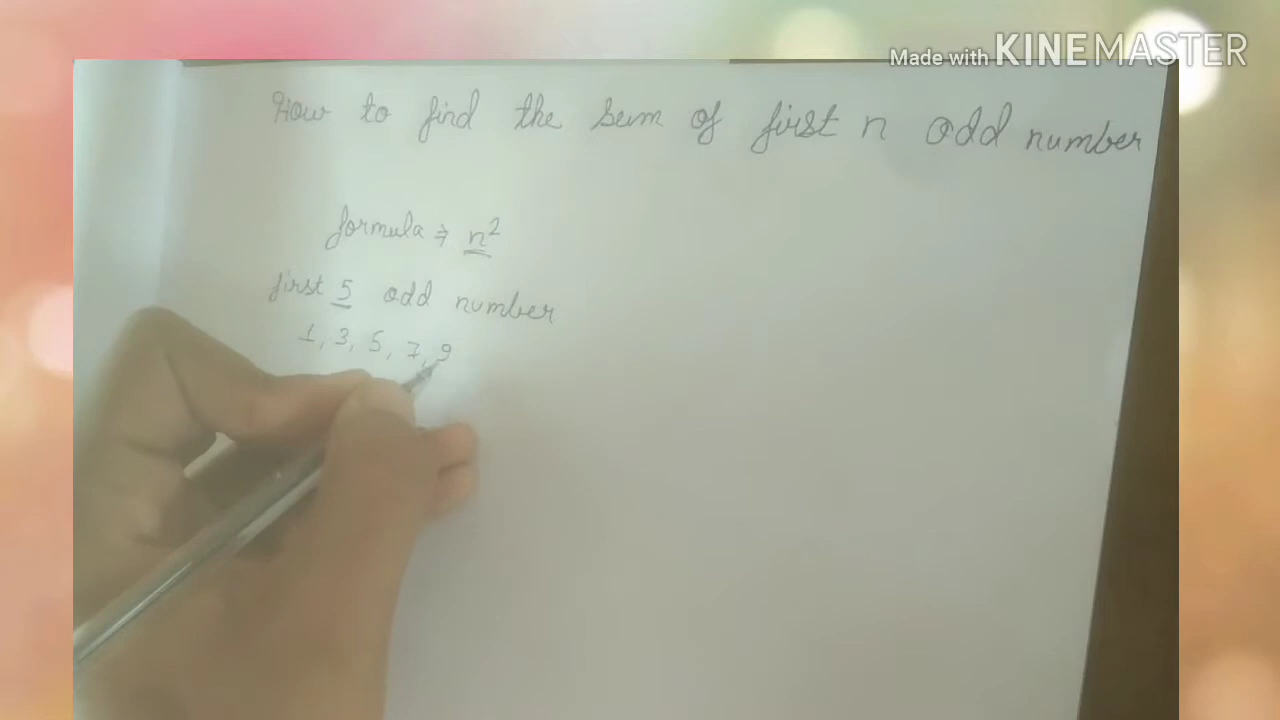 Made with KINEMASTER
How to find the sum of first n odd number
formula ⇒ n²
first 5 odd number
1, 3, 5, 7, 9